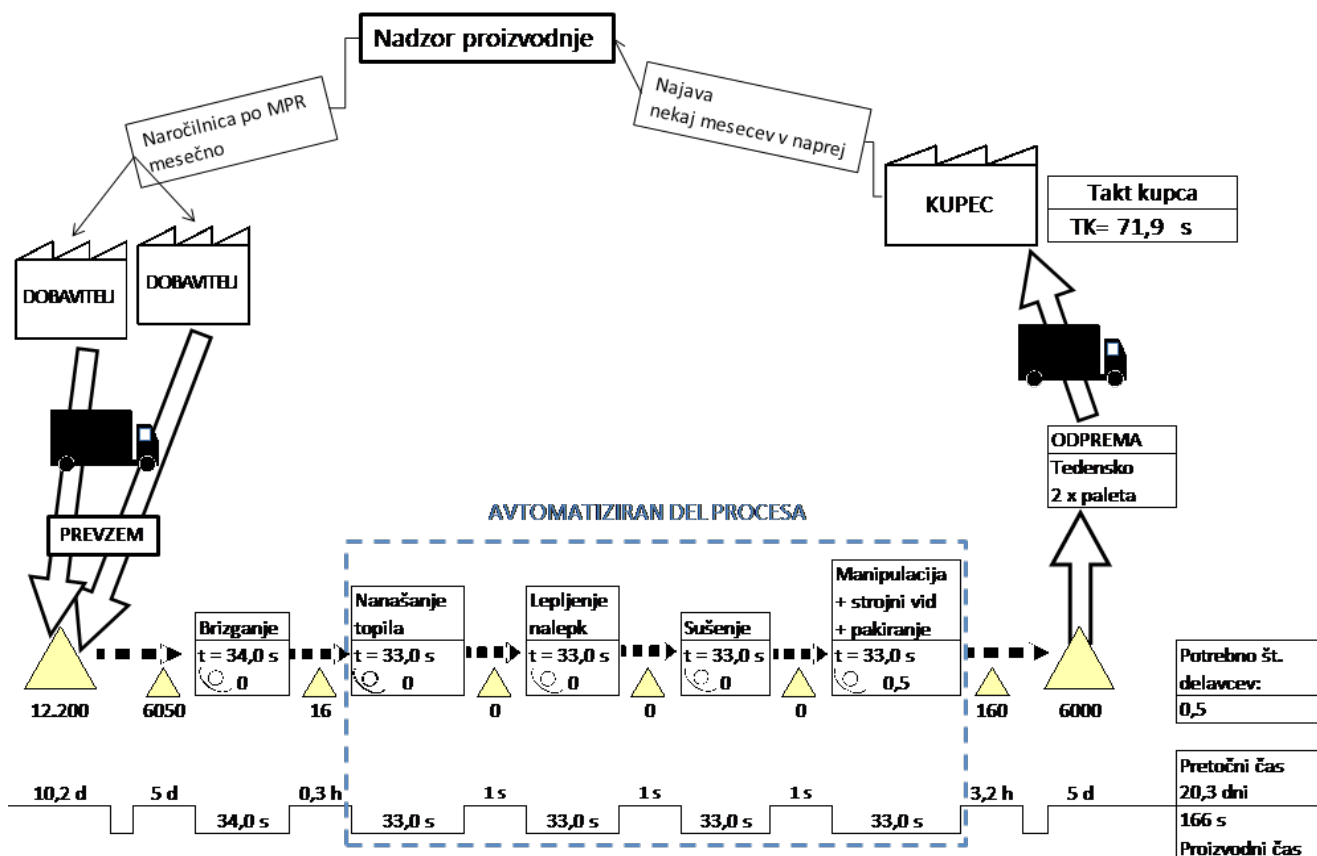 Nadzor proizvodnje
Naročilnica po MPR
mesečno
Najava
nekaj mesecev v naprej
KUPEC
Takt kupca
TK= 71,9 s
DOBAVITELJ
DOBAVITELJ
PREVZEM
ODPREMA
Tedensko
2 x paleta
AVTOMATIZIRAN DEL PROCESA
Brizganje
t = 34,0 s
0
Nanašanje
topila
t = 33,0 s
0
Lepljenje
nalepk
t = 33,0 s
0
Sušenje
t = 33,0 s
0
Manipulacija
+ strojni vid
+ pakiranje
t = 33,0 s
0,5
12.200
6050
16
0
0
0
160
6000
Potrebno št.
delavcev:
0,5
10,2 d
5 d
0,3 h
1 s
1 s
1 s
3,2 h
5 d
34,0 s
33,0 s
33,0 s
33,0 s
33,0 s
Pretočni čas
20,3 dni
166 s
Proizvodni čas